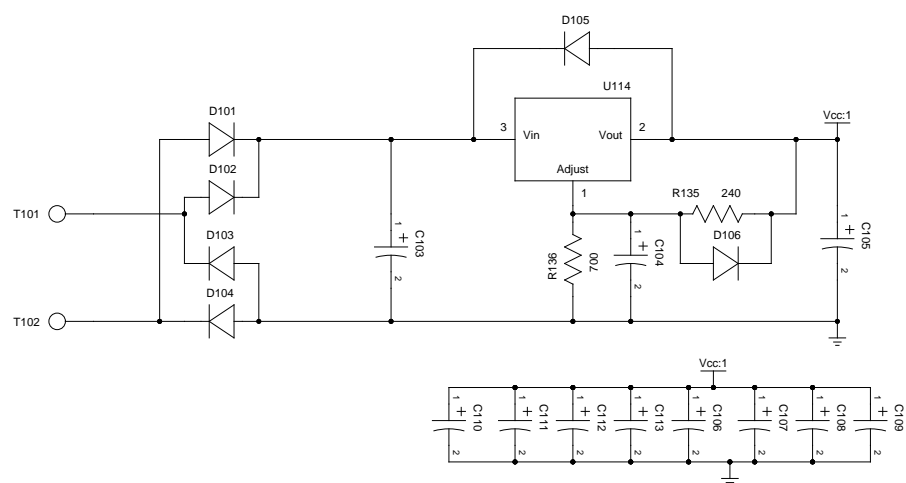 D105
U114
D101
3 Vin Vout 2
Vcc:1
D102
Adjust
1
R135 240
T101
D103
D106
1 + C103 2
R136 700
1 + C104 2
1 + C105 2
D104
T102
Vcc:1
1 + C110 2
1 + C111 2
1 + C112 2
1 + C113 2
1 + C106 2
1 + C107 2
1 + C108 2
1 + C109 2